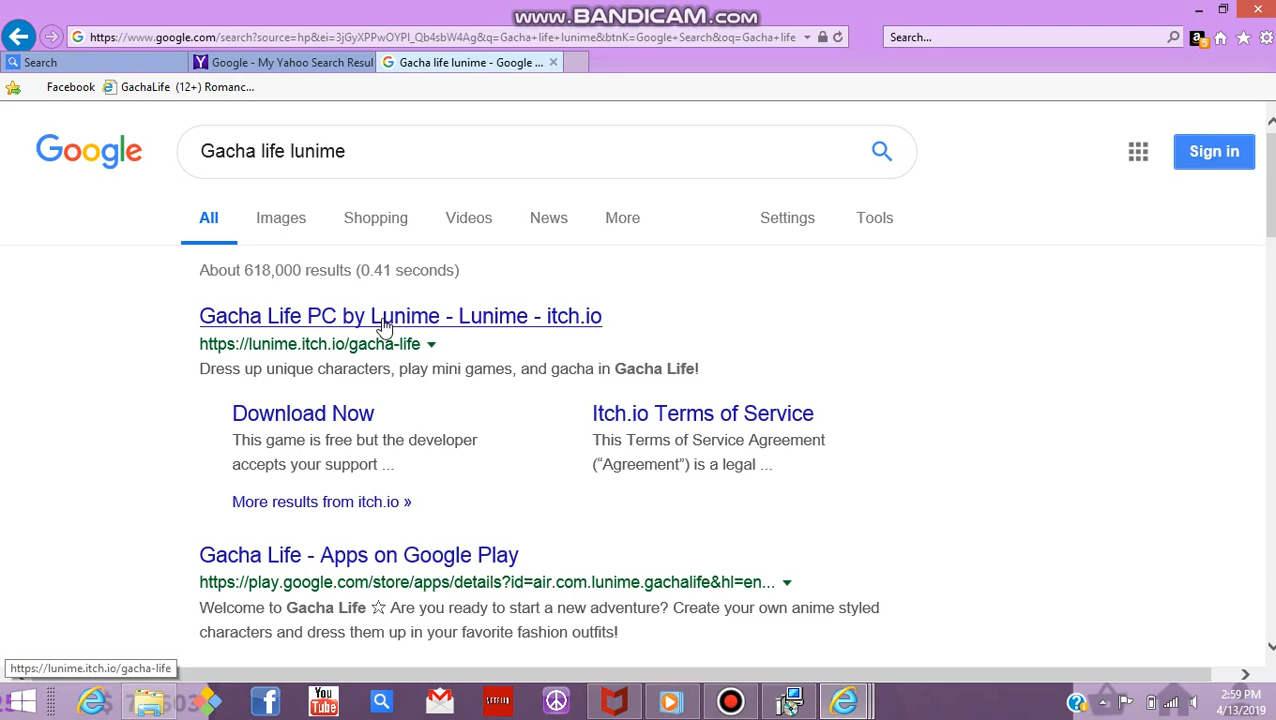 www.BANDICAM.com
https://www.google.com/search?source=hp&ei=3jGyXPPwOYPI_Qb4sbW4Ag&q=Gacha+life+lunime&btnK=Google+Search&oq=Gacha+life
Search...
Search
Google - My Yahoo Search Resul
Gacha life lunime - Google ...
Facebook
GachaLife (12+) Romanc...
Google
Gacha life lunime
Sign in
All Images Shopping Videos News More Settings Tools
About 618,000 results (0.41 seconds)
Gacha Life PC by Lunime - Lunime - itch.io
https://lunime.itch.io/gacha-life
Dress up unique characters, play mini games, and gacha in Gacha Life!
Download Now
This game is free but the developer
accepts your support ...
Itch.io Terms of Service
This Terms of Service Agreement
(“Agreement”) is a legal ...
More results from itch.io »
Gacha Life - Apps on Google Play
https://play.google.com/store/apps/details?id=air.com.lunime.gachalife&hl=en...
Welcome to Gacha Life ☆ Are you ready to start a new adventure? Create your own anime styled
characters and dress them up in your favorite fashion outfits!
https://lunime.itch.io/gacha-life
You
Tube
NETFLIX
2:59 PM
4/13/2019